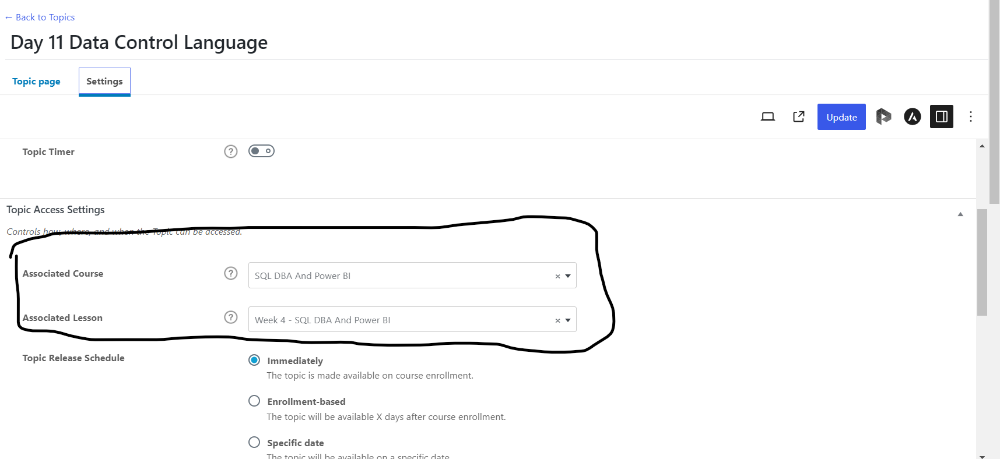 ← Back to Topics
Day 11 Data Control Language
Topic page Settings
Update
Topic Timer ?
Topic Access Settings
Controls how, where, and when the Topic can be accessed.
Associated Course ? SQL DBA And Power BI ×
Associated Lesson ? Week 4 - SQL DBA And Power BI ×
Topic Release Schedule Immediately
The topic is made available on course enrollment.
Enrollment-based
The topic will be available X days after course enrollment.
Specific date
The topic will be available on a specific date.